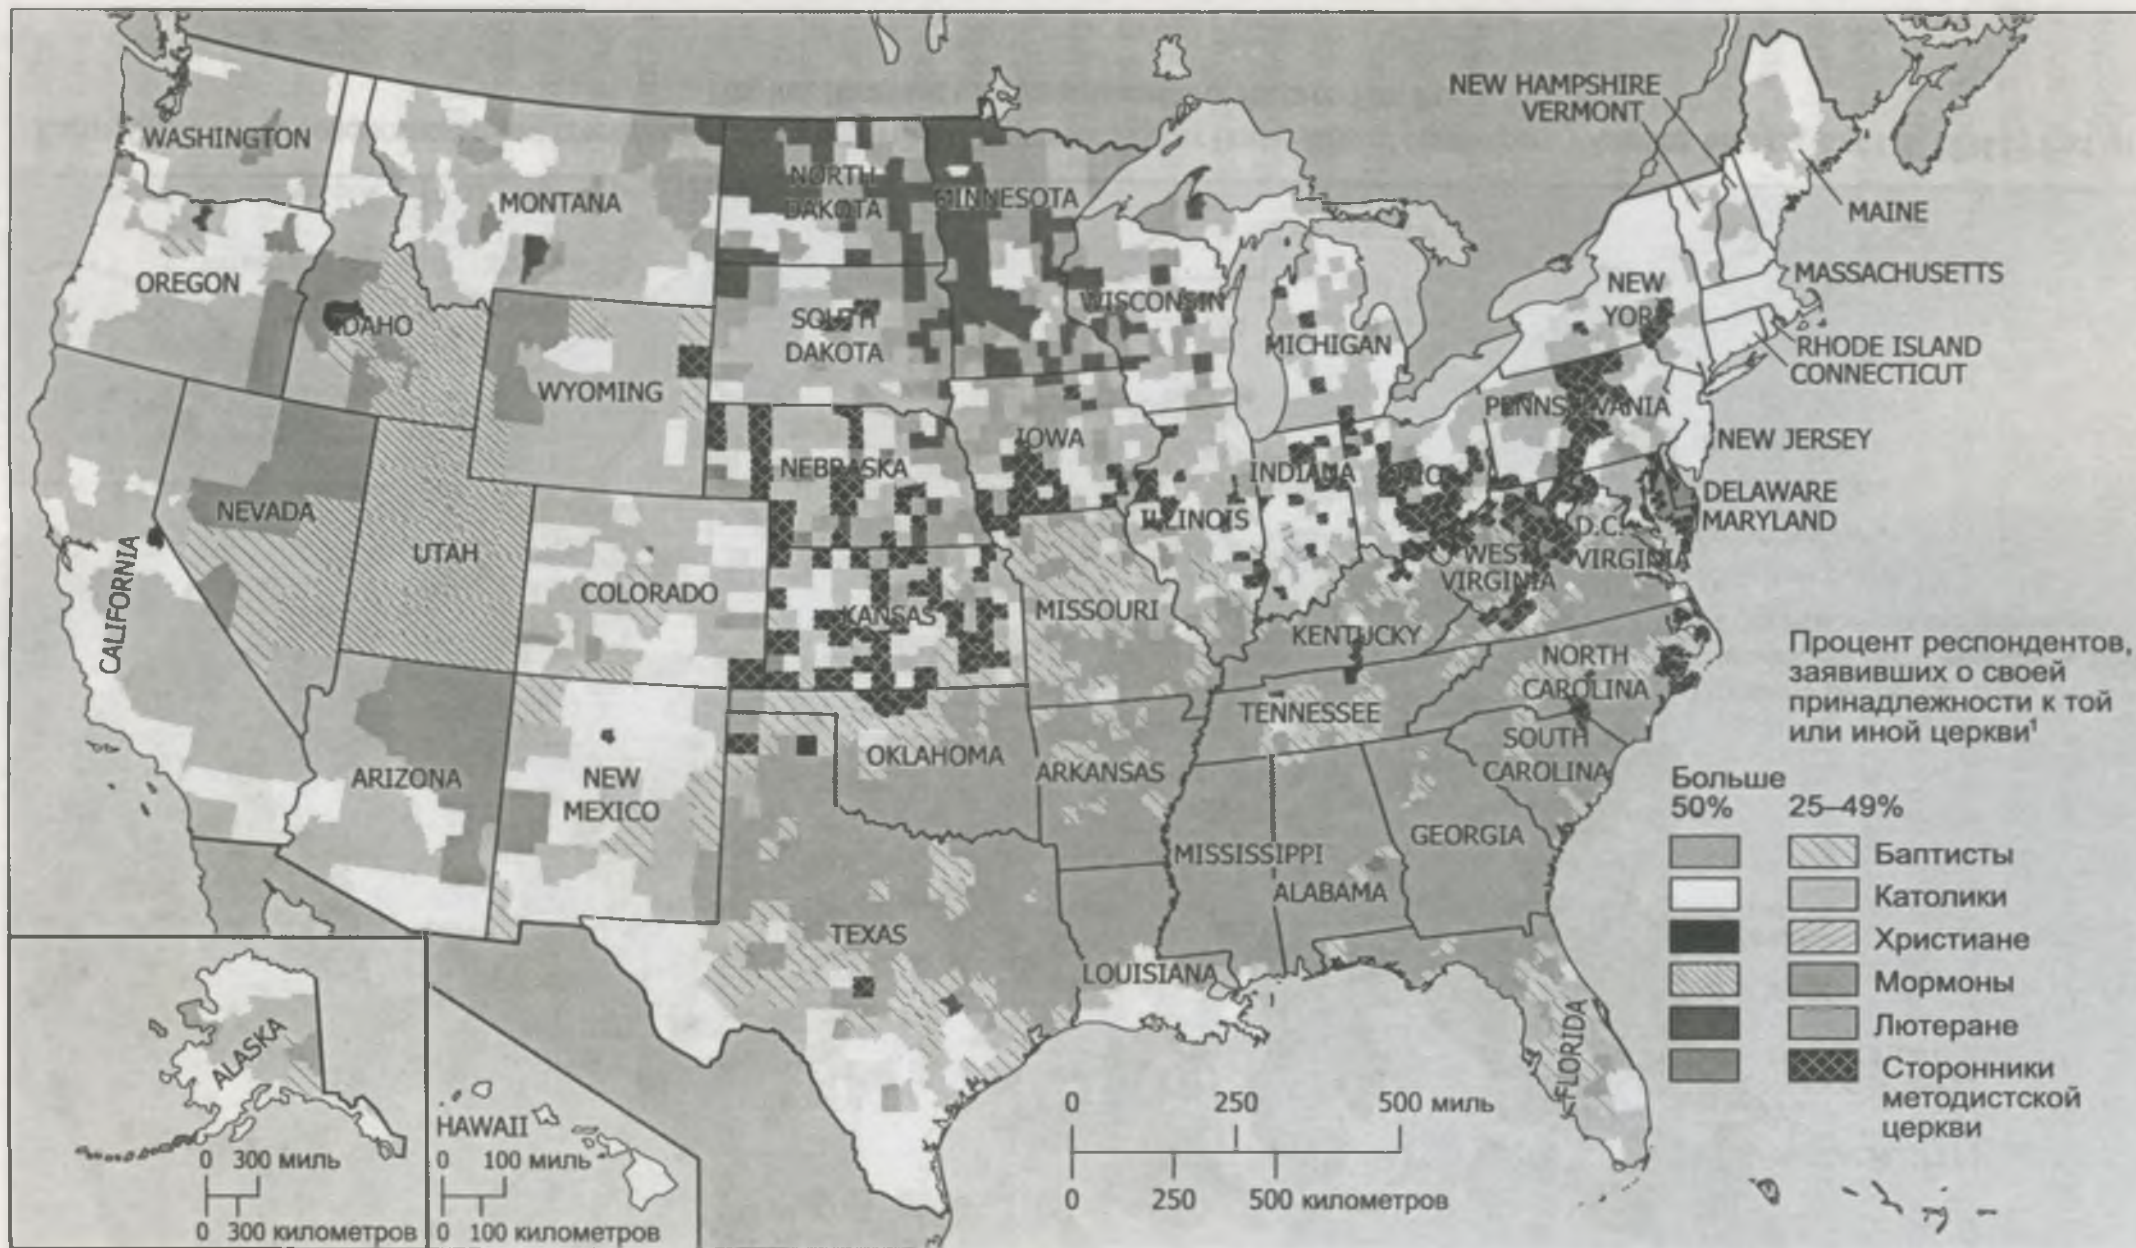 WASHINGTON
OREGON
CALIFORNIA
NEVADA
IDAHO
MONTANA
WYOMING
UTAH
COLORADO
ARIZONA
NEW
MEXICO
NORTH
DAKOTA
SOUTH
DAKOTA
NEBRASKA
KANSAS
OKLAHOMA
TEXAS
MINNESOTA
IOWA
MISSOURI
ARKANSAS
LOUISIANA
WISCONSIN
ILLINOIS
MICHIGAN
INDIANA
OHIO
KENTUCKY
TENNESSEE
MISSISSIPPI
ALABAMA
GEORGIA
FLORIDA
SOUTH
CAROLINA
NORTH
CAROLINA
WEST
VIRGINIA
VIRGINIA
D.C.
PENNSYLVANIA
NEW
YORK
NEW HAMPSHIRE
VERMONT
MAINE
MASSACHUSETTS
RHODE ISLAND
CONNECTICUT
NEW JERSEY
DELAWARE
MARYLAND
Процент респондентов,
заявивших о своей
принадлежности к той
или иной церкви¹
Больше
50% 25–49%
Баптисты
Католики
Христиане
Мормоны
Лютеране
Сторонники
методистской
церкви
0 250 500 миль
0 250 500 километров
ALASKA
0 300 миль
0 300 километров
HAWAII
0 100 миль
0 100 километров